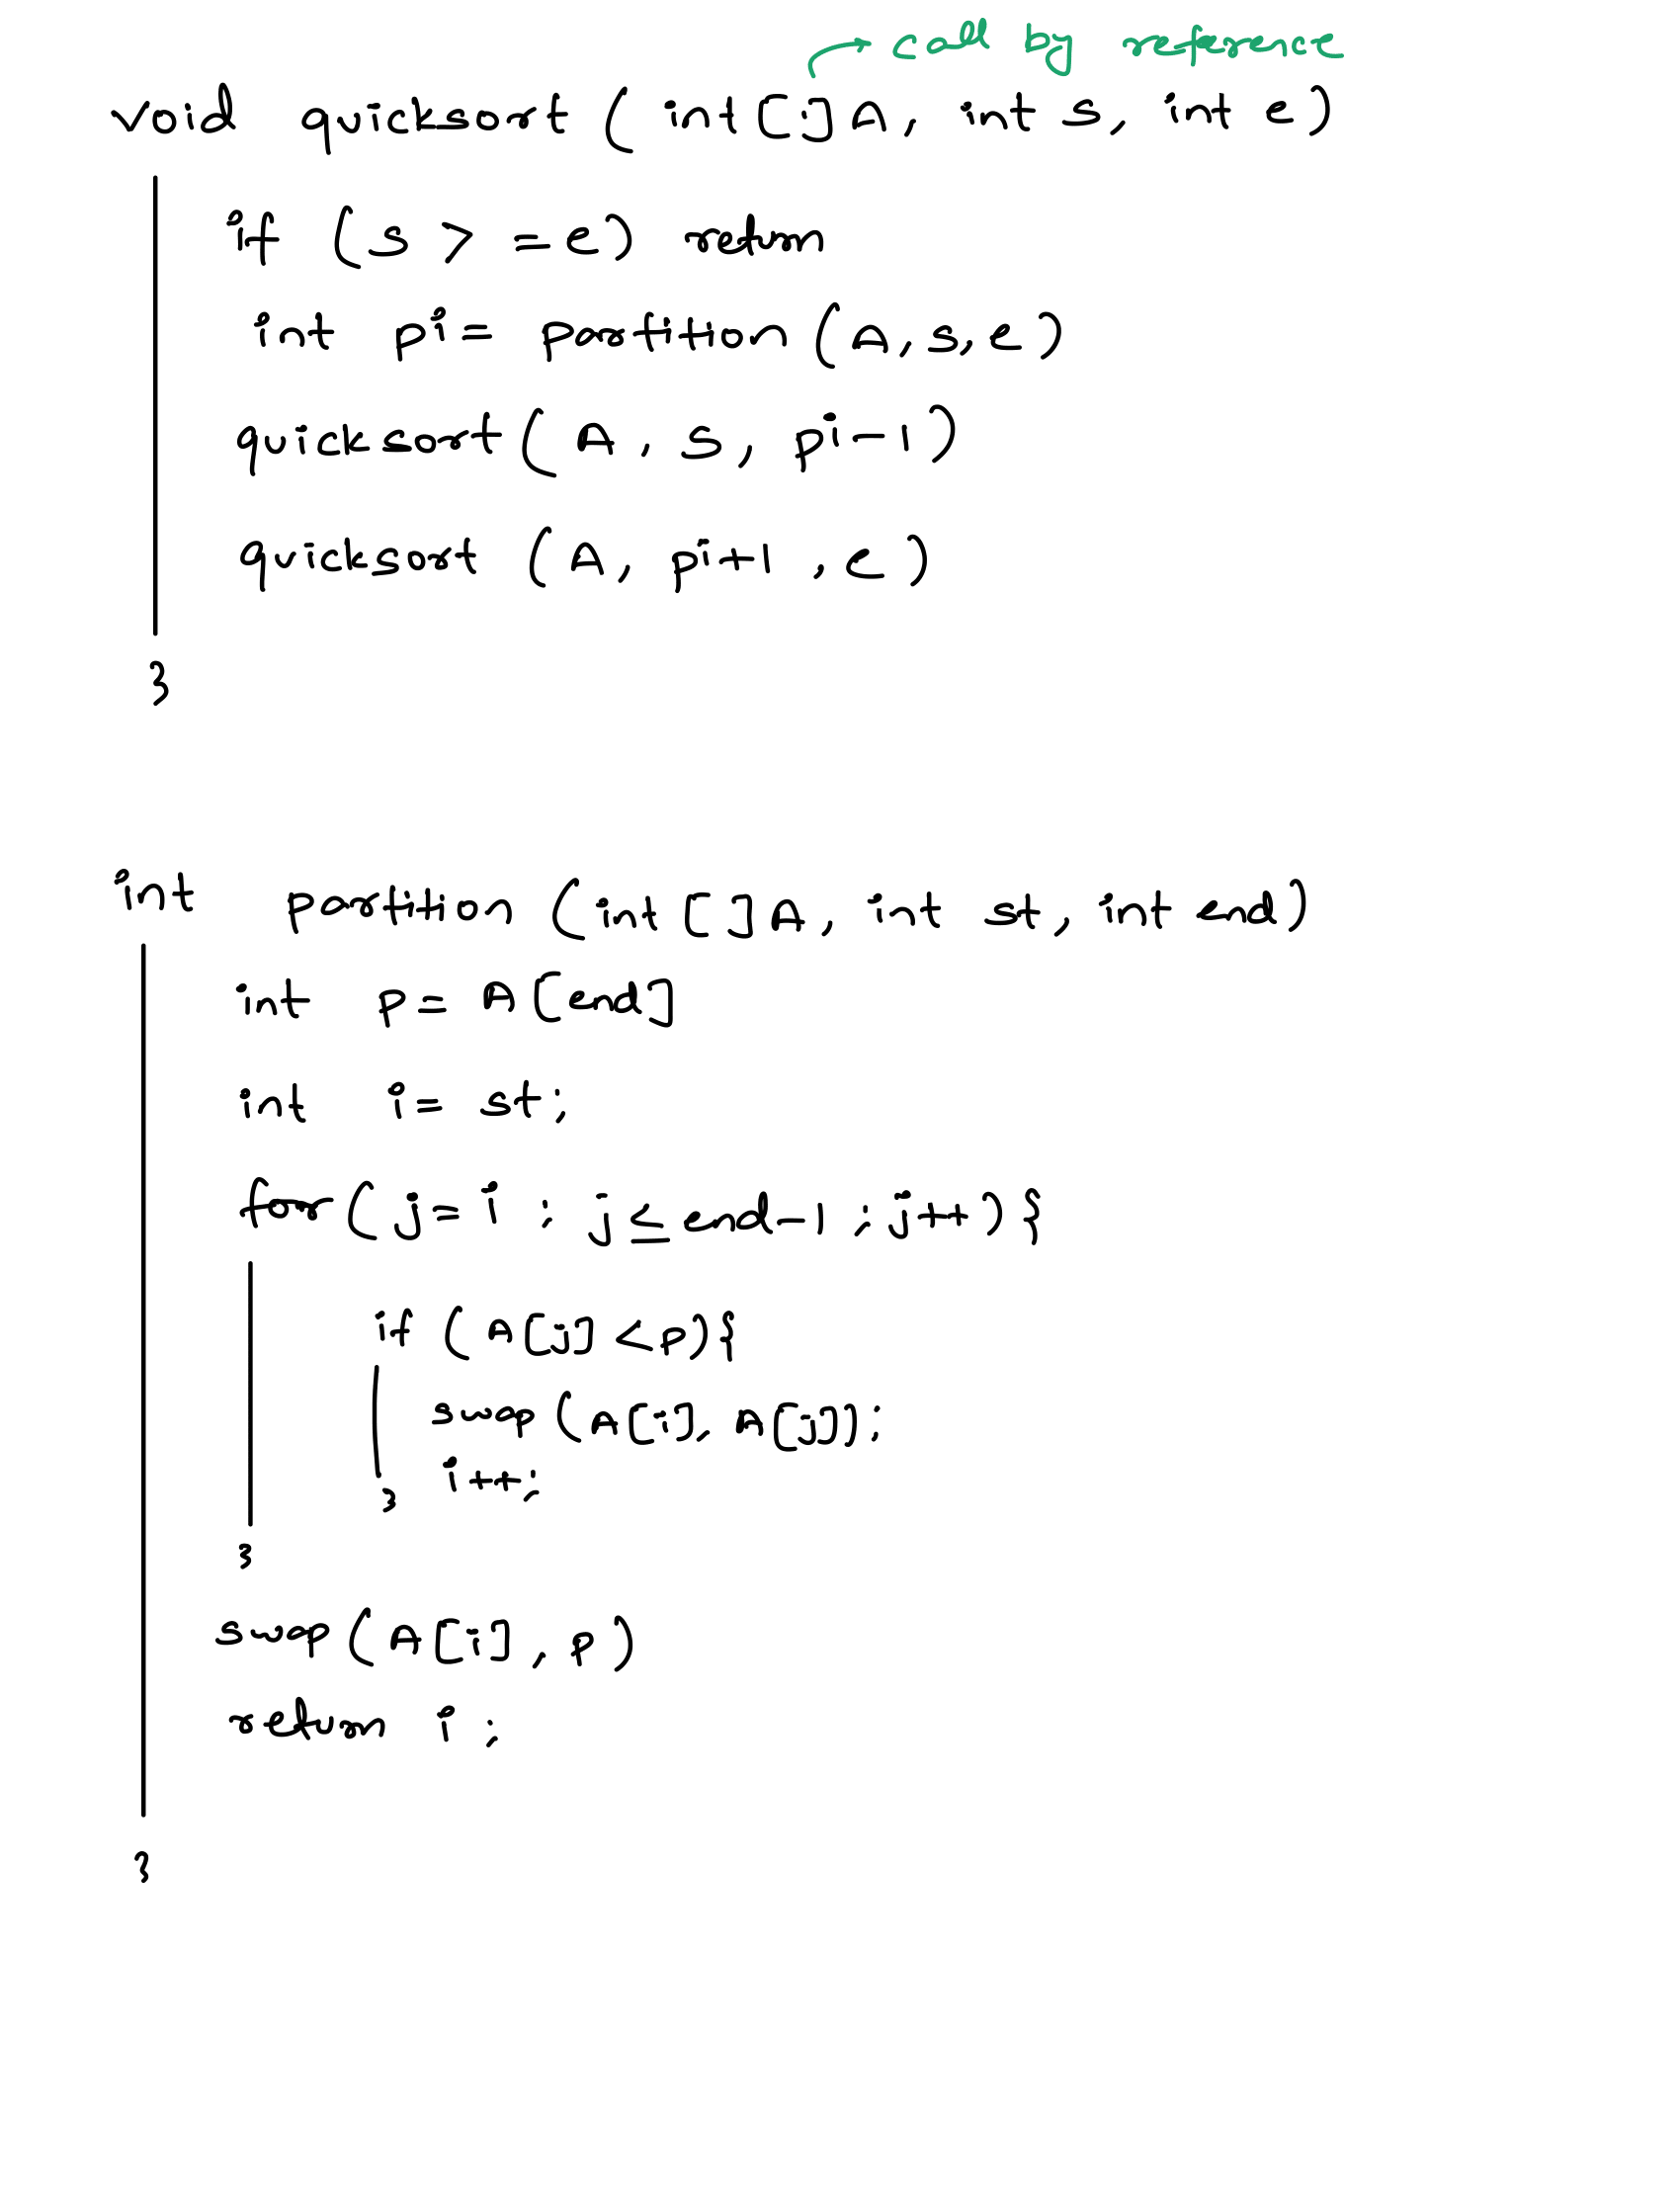 call by reference
void quicksort ( int[] A, int s, int e)
if (s > = e) return
int pi = partition (A, s, e)
quicksort ( A , s, pi-1)
quicksort (A, pi+1 , e )
}
int partition (int []A, int st, int end)
int p = A[end]
int i = st;
for ( j = i ; j ≤ end-1 ; j++ ) {
if ( A[j] < p) {
swap (A[i], A[j]);
i++;
}
}
swap ( A[i] , p )
return i ;
}